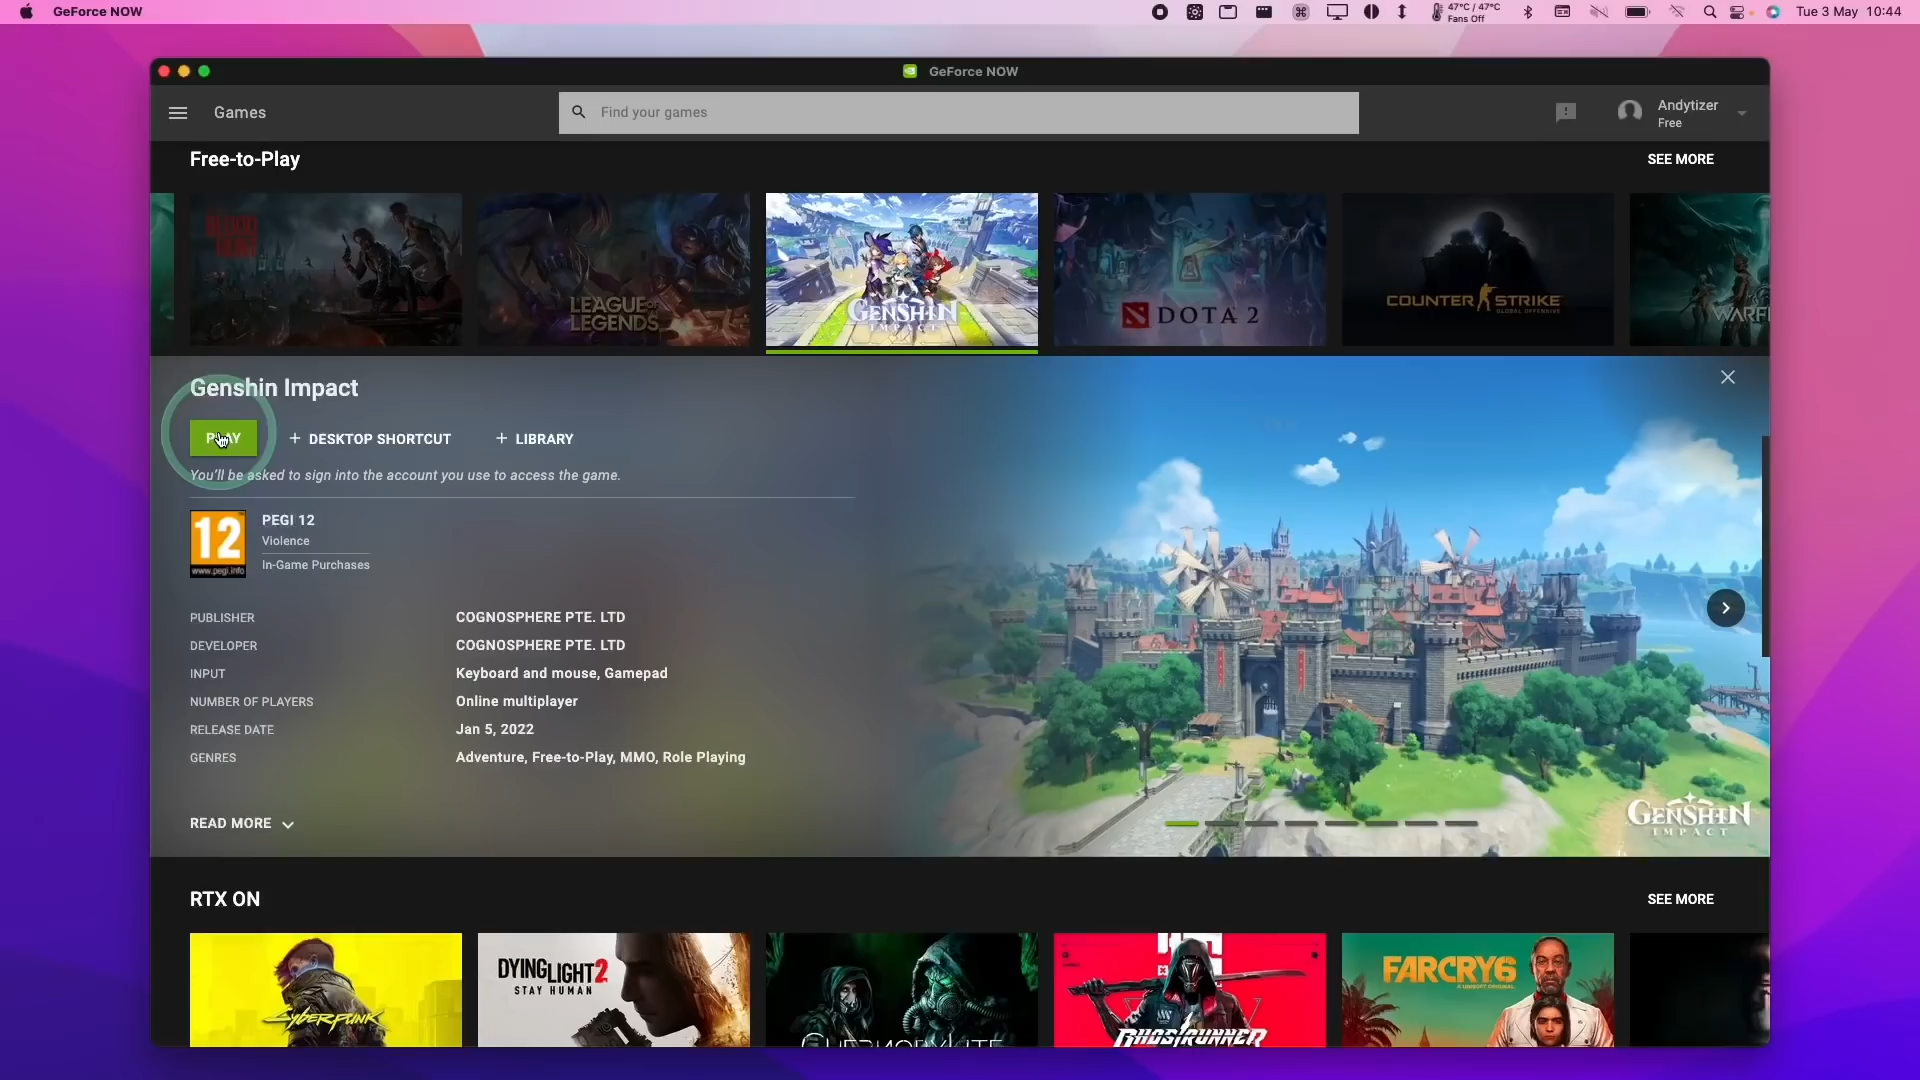 GeForce NOW
47°C / 47°C
Fans Off
Tue 3 May 10:44
GeForce NOW
Games
Find your games
Andytizer
Free
Free-to-Play
SEE MORE
LEAGUE OF
LEGENDS
GENSHIN
IMPACT
DOTA 2
COUNTER STRIKE
GLOBAL OFFENSIVE
Genshin Impact
PLAY
+ DESKTOP SHORTCUT
+ LIBRARY
You'll be asked to sign into the account you use to access the game.
12
www.pegi.info
PEGI 12
Violence
In-Game Purchases
PUBLISHER COGNOSPHERE PTE. LTD
DEVELOPER COGNOSPHERE PTE. LTD
INPUT Keyboard and mouse, Gamepad
NUMBER OF PLAYERS Online multiplayer
RELEASE DATE Jan 5, 2022
GENRES Adventure, Free-to-Play, MMO, Role Playing
READ MORE
GENSHIN
IMPACT
RTX ON
SEE MORE
Cyberpunk
DYING LIGHT 2
STAY HUMAN
CHERNOBYLITE
GHOSTRUNNER
FARCRY6
A UBISOFT ORIGINAL